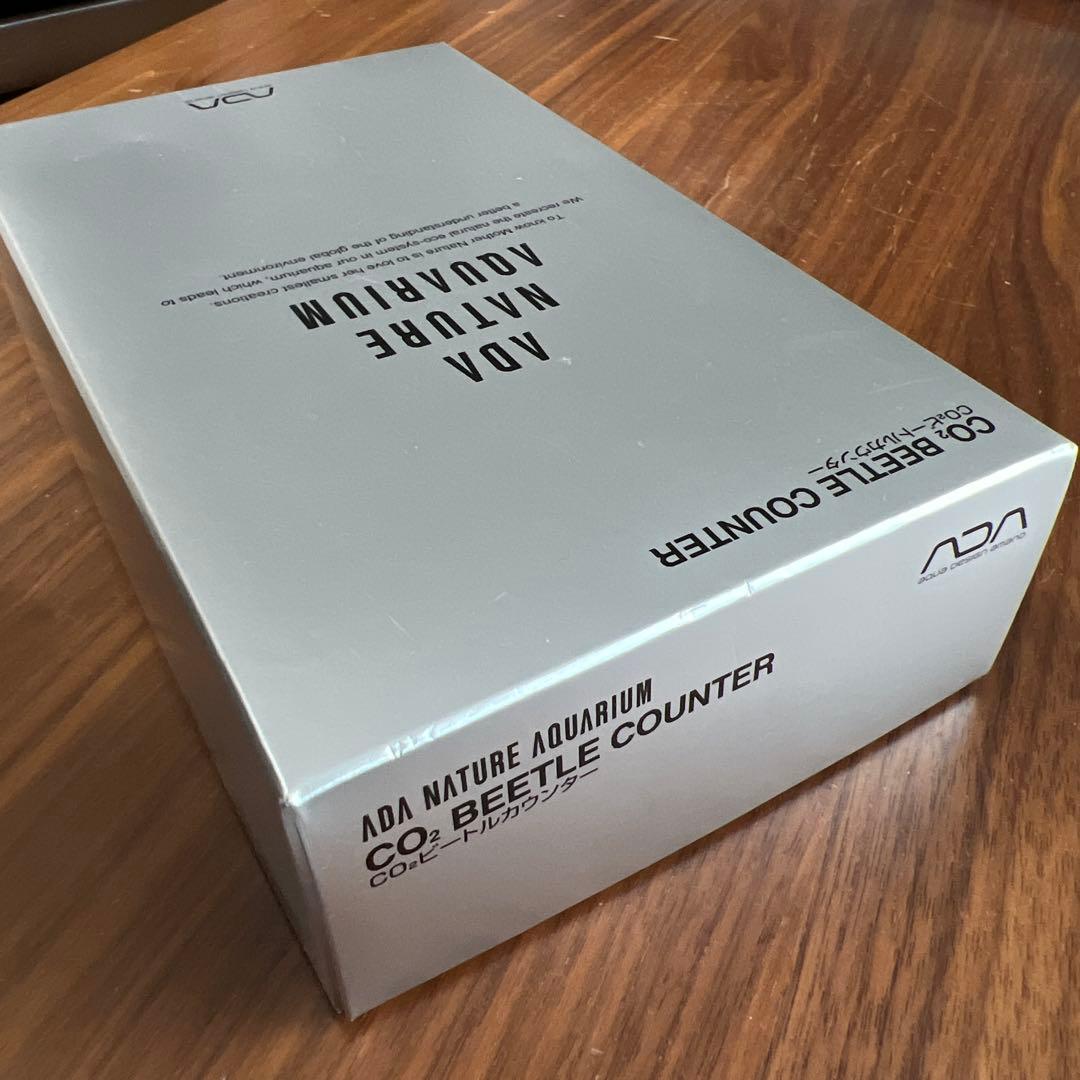 CO₂ BEETLE COUNTER
CO₂ビートルカウンター
ADA
NATURE
AQUARIUM
To know Mother Nature is to love her smallest creations.
We recreate the natural eco-system in our aquarium, which leads to
a better understanding of the global environment.
ADA
ADA
AQUA DESIGN AMANO
ADA NATURE AQUARIUM
CO₂ BEETLE COUNTER
CO₂ビートルカウンター